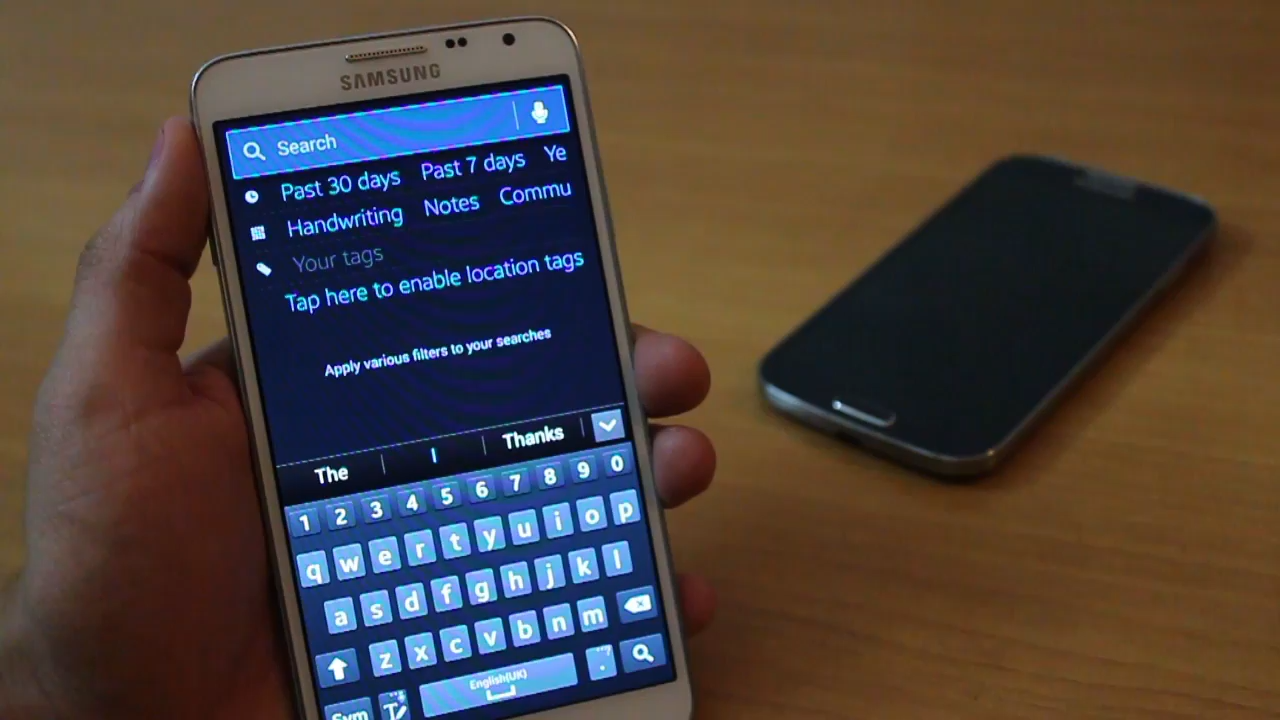 SAMSUNG
Search
Past 30 days Past 7 days Ye
Handwriting Notes Commu
Your tags
Tap here to enable location tags
Apply various filters to your searches
The I Thanks
1 2 3 4 5 6 7 8 9 0
q w e r t y u i o p
a s d f g h j k l
z x c v b n m
Sym English(UK) .